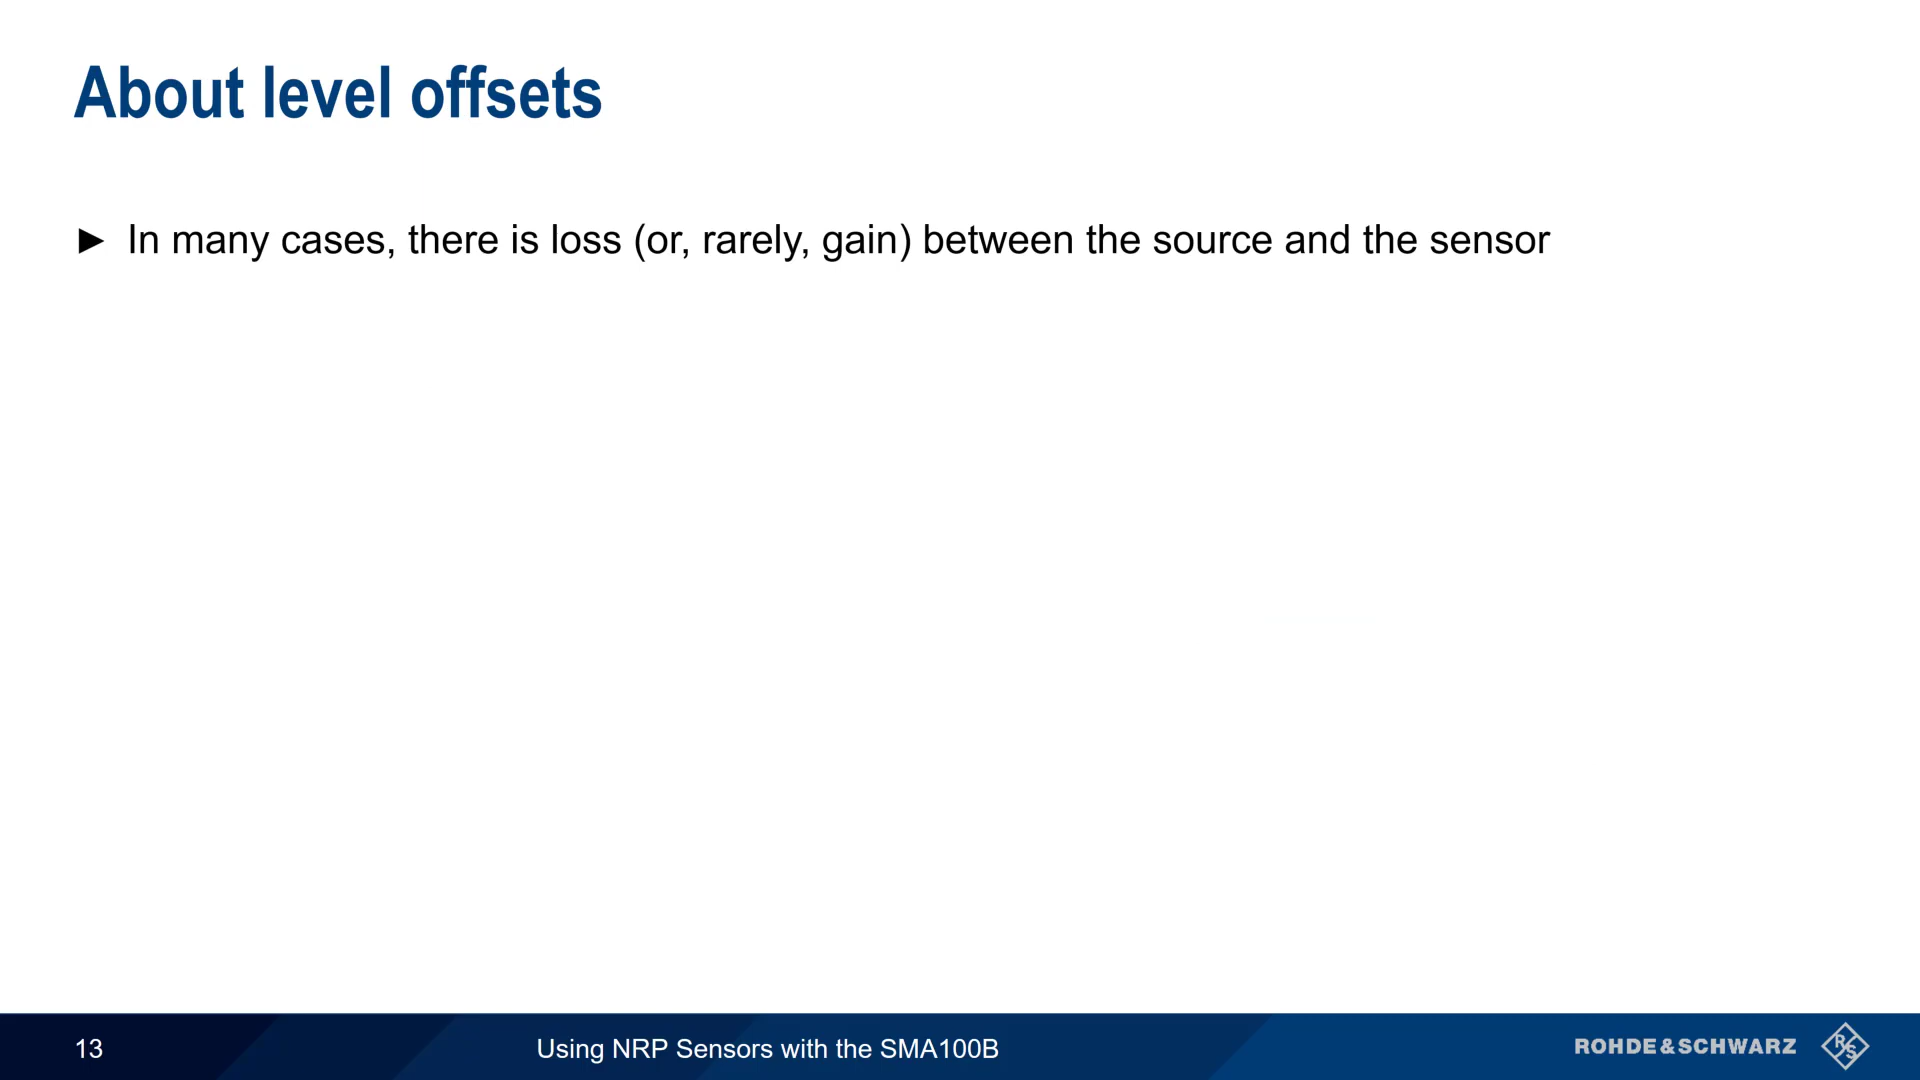 About level offsets
► In many cases, there is loss (or, rarely, gain) between the source and the sensor
13
Using NRP Sensors with the SMA100B
ROHDE&SCHWARZ
RS